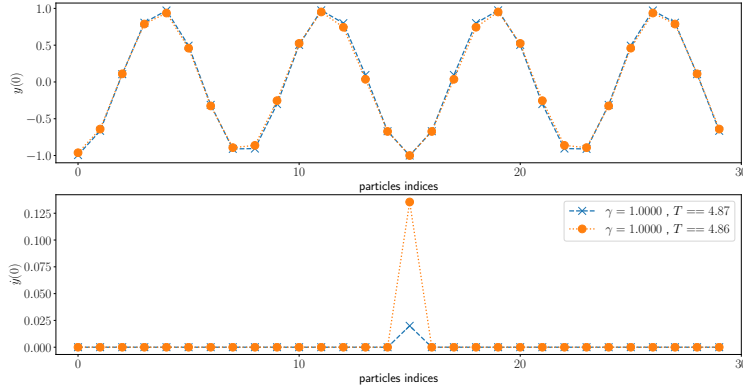 1.0
0.5
0.0
−0.5
−1.0
y(0)
0 10 20 30
particles indices
0.125
0.100
0.075
0.050
0.025
0.000
ẏ(0)
γ = 1.0000 , T == 4.87
γ = 1.0000 , T == 4.86
0 10 20 30
particles indices